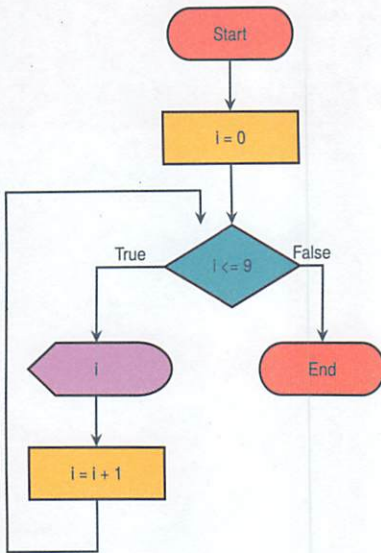 Start
i = 0
i <= 9
True
False
i
End
i = i + 1